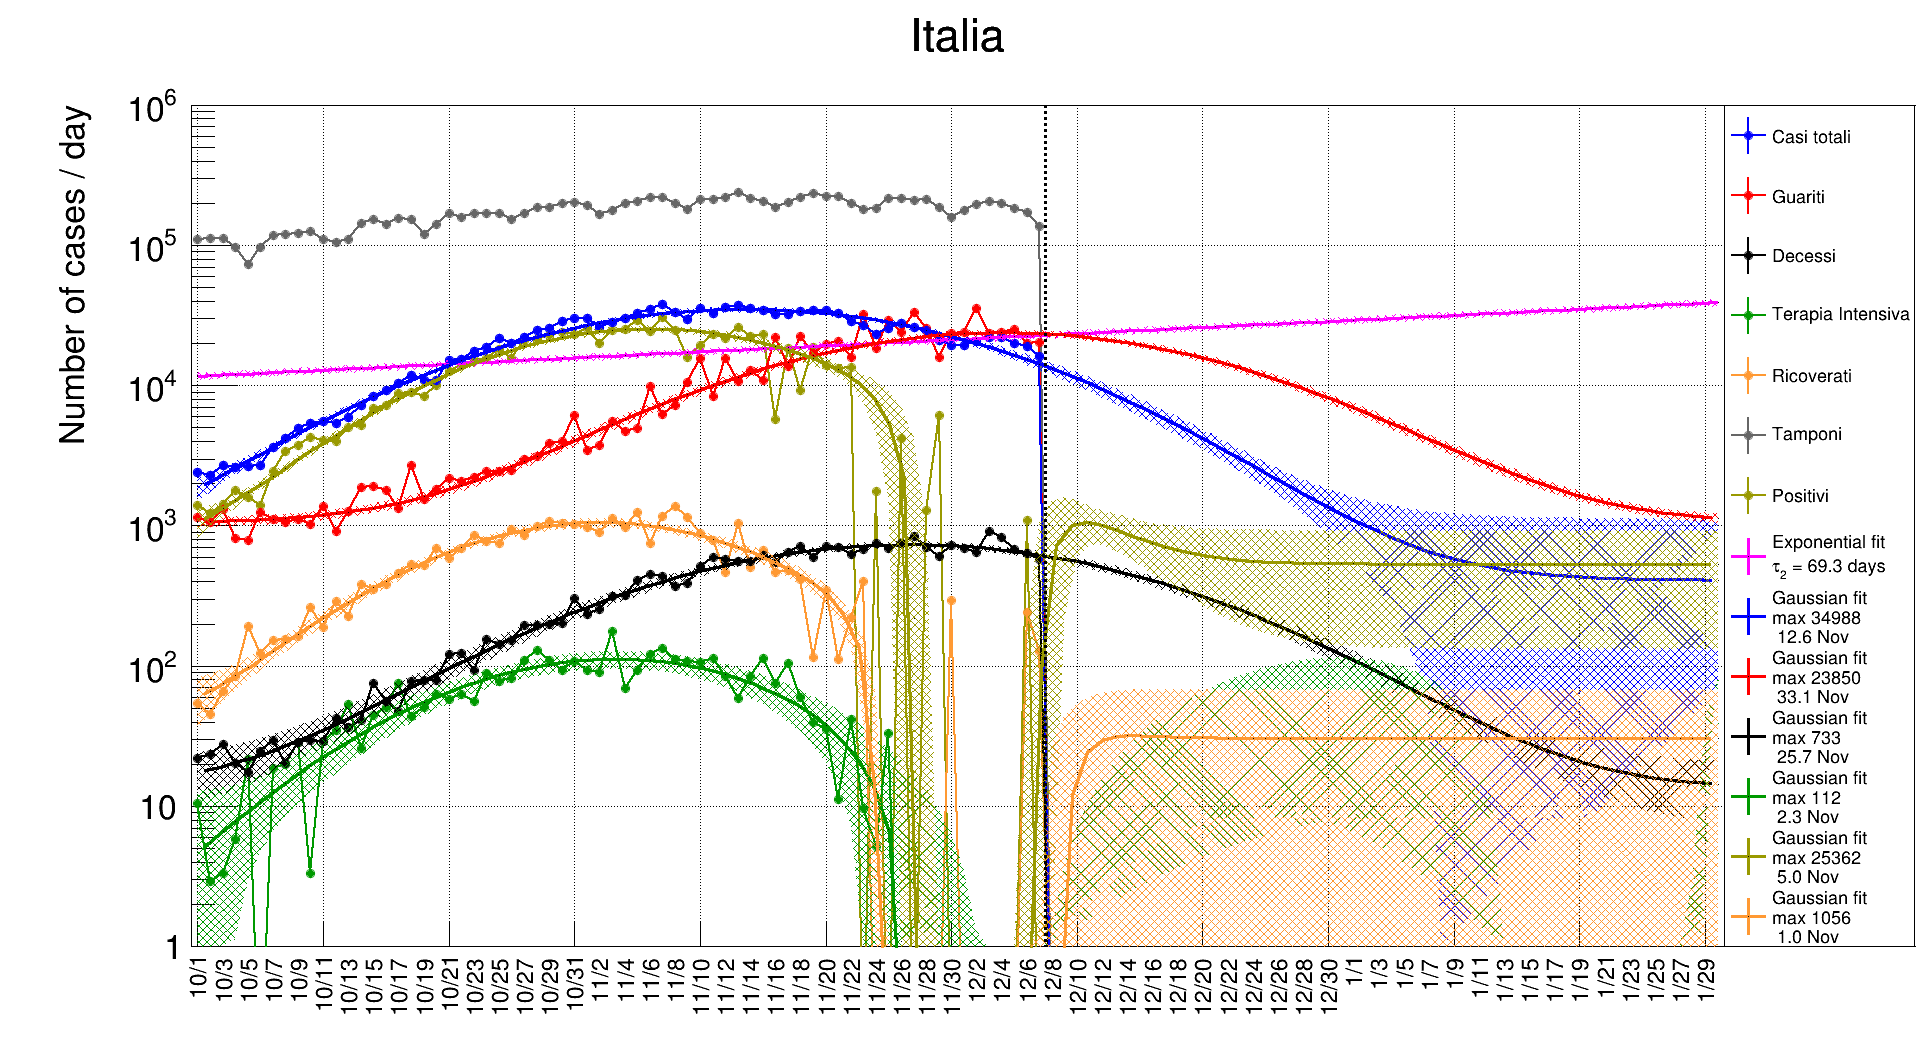 Italia
Number of cases / day
10^6
10^5
10^4
10^3
10^2
10
1
10/1 10/3 10/5 10/7 10/9 10/11 10/13 10/15 10/17 10/19 10/21 10/23 10/25 10/27 10/29 10/31 11/2 11/4 11/6 11/8 11/10 11/12 11/14 11/16 11/18 11/20 11/22 11/24 11/26 11/28 11/30 12/2 12/4 12/6 12/8 12/10 12/12 12/14 12/16 12/18 12/20 12/22 12/24 12/26 12/28 12/30 1/1 1/3 1/5 1/7 1/9 1/11 1/13 1/15 1/17 1/19 1/21 1/23 1/25 1/27 1/29
Casi totali
Guariti
Decessi
Terapia Intensiva
Ricoverati
Tamponi
Positivi
Exponential fit
τ2 = 69.3 days
Gaussian fit
max 34988
12.6 Nov
Gaussian fit
max 23850
33.1 Nov
Gaussian fit
max 733
25.7 Nov
Gaussian fit
max 112
2.3 Nov
Gaussian fit
max 25362
5.0 Nov
Gaussian fit
max 1056
1.0 Nov